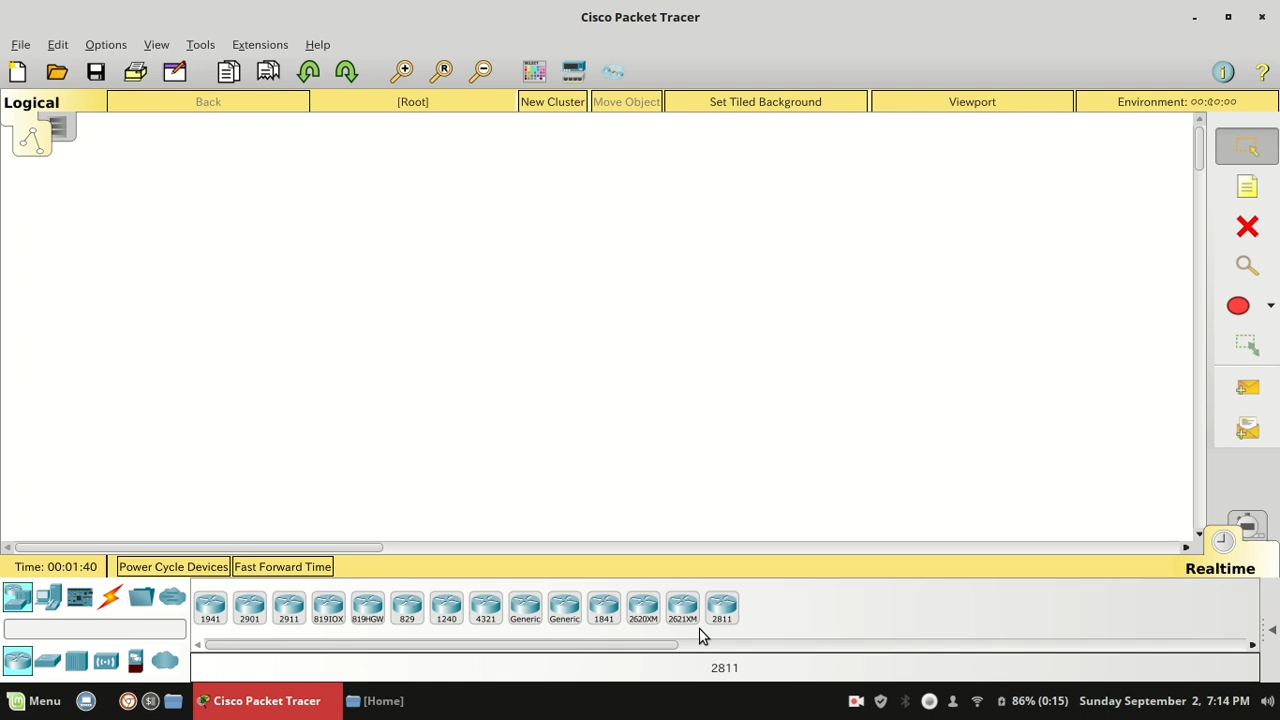 Cisco Packet Tracer
File Edit Options View Tools Extensions Help
Logical Back [Root] New Cluster Move Object Set Tiled Background Viewport Environment: ००:६०:००
Time: 00:01:40 Power Cycle Devices Fast Forward Time Realtime
1941 2901 2911 819IOX 819HGW 829 1240 4321 Generic Generic 1841 2620XM 2621XM 2811
2811
Menu Cisco Packet Tracer [Home] 86% (0:15) Sunday September 2, 7:14 PM